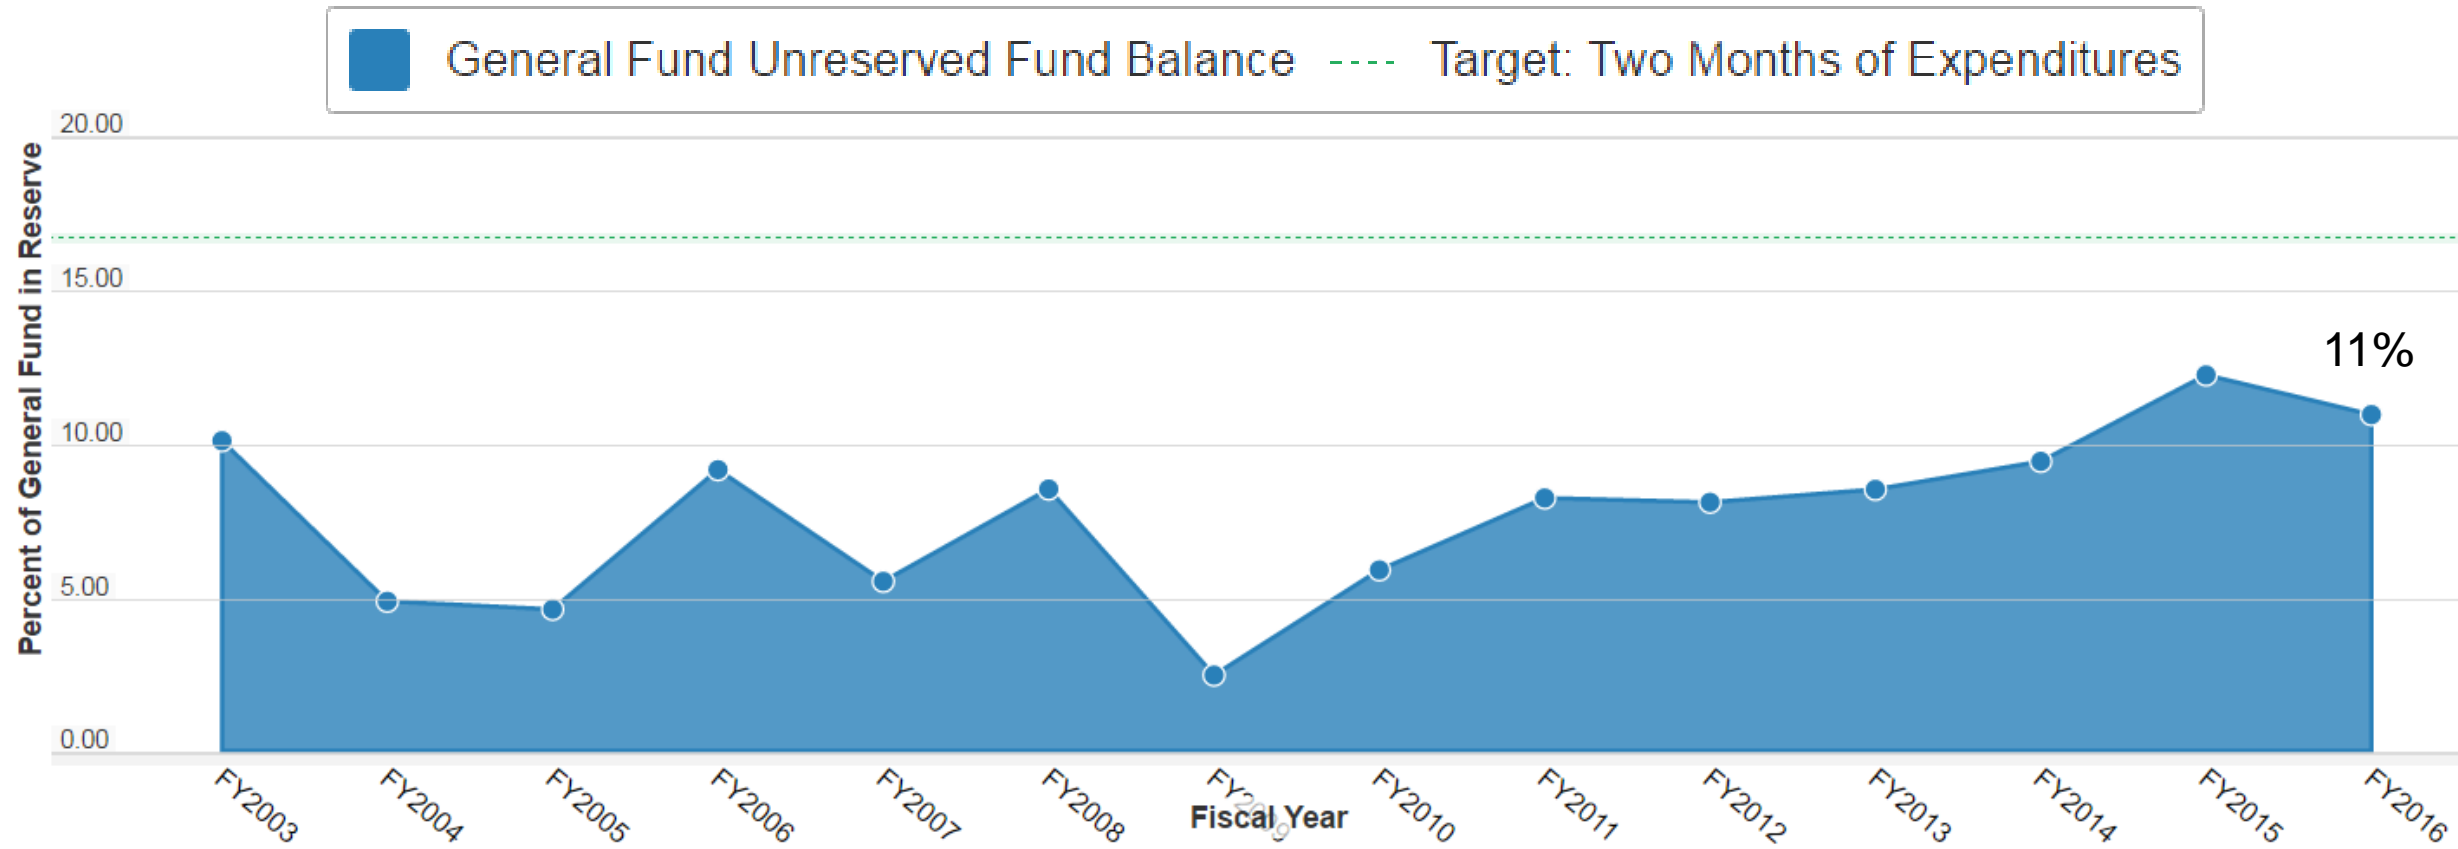 General Fund Unreserved Fund Balance Target: Two Months of Expenditures
20.00
15.00
10.00
5.00
0.00
Percent of General Fund in Reserve
11%
FY2003 FY2004 FY2005 FY2006 FY2007 FY2008 FY2009 FY2010 FY2011 FY2012 FY2013 FY2014 FY2015 FY2016
Fiscal Year